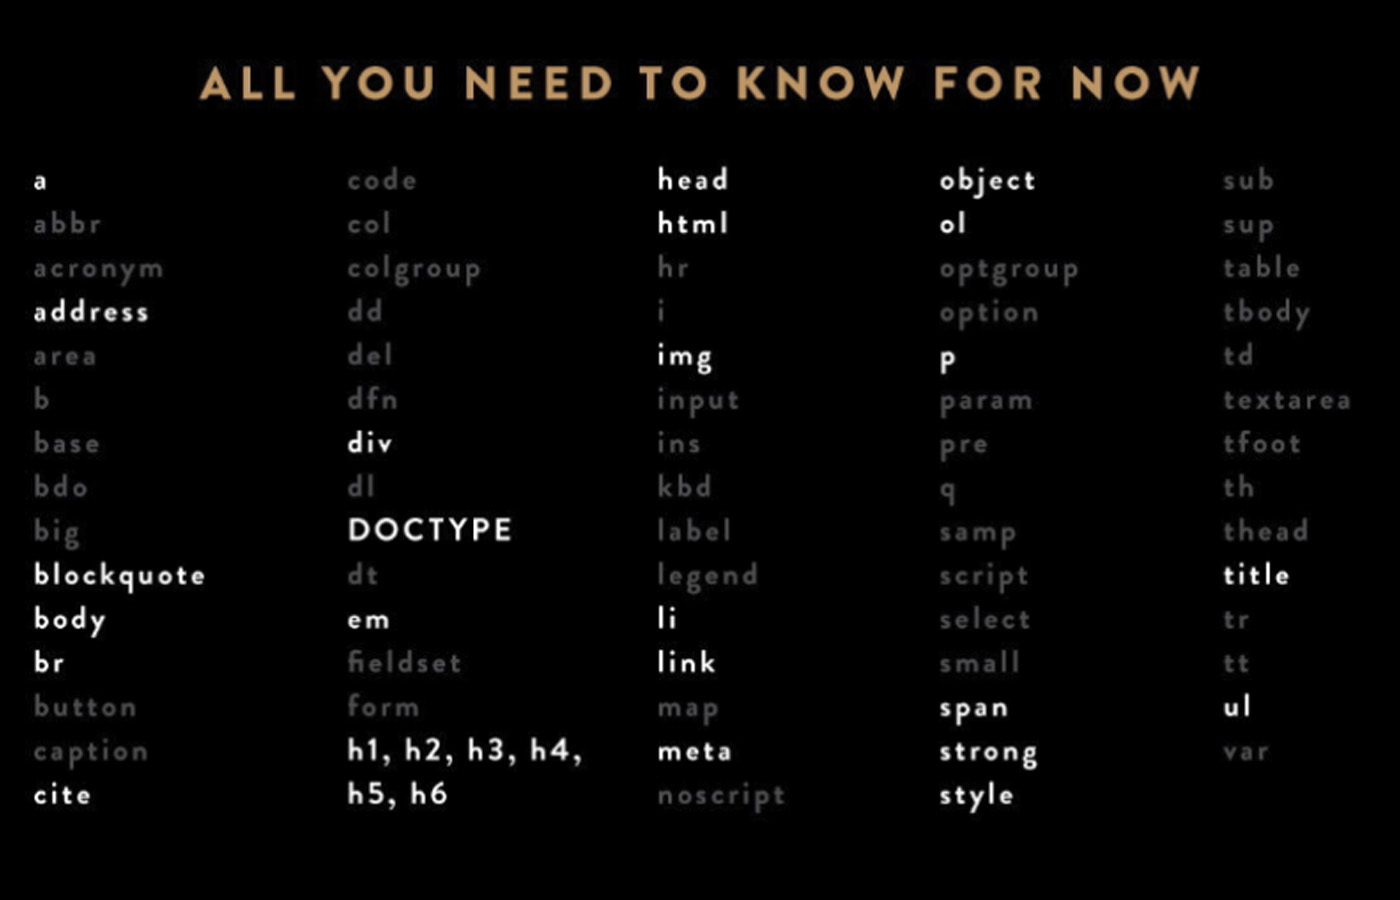 ALL YOU NEED TO KNOW FOR NOW
a
abbr
acronym
address
area
b
base
bdo
big
blockquote
body
br
button
caption
cite
code
col
colgroup
dd
del
dfn
div
dl
DOCTYPE
dt
em
fieldset
form
h1, h2, h3, h4,
h5, h6
head
html
hr
i
img
input
ins
kbd
label
legend
li
link
map
meta
noscript
object
ol
optgroup
option
p
param
pre
q
samp
script
select
small
span
strong
style
sub
sup
table
tbody
td
textarea
tfoot
th
thead
title
tr
tt
ul
var